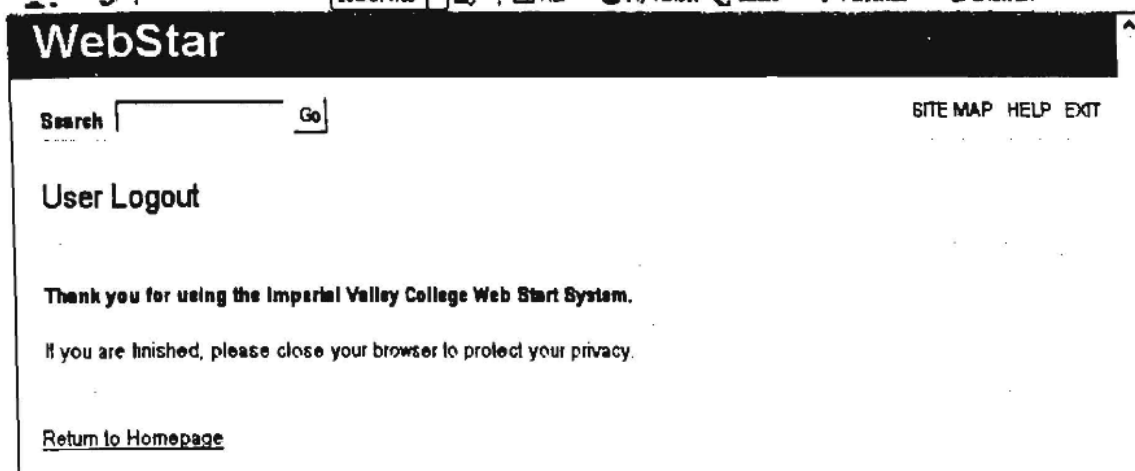 WebStar
Search Go SITE MAP HELP EXIT
User Logout
Thank you for using the Imperial Valley College Web Start System.
If you are finished, please close your browser to protect your privacy.
Return to Homepage